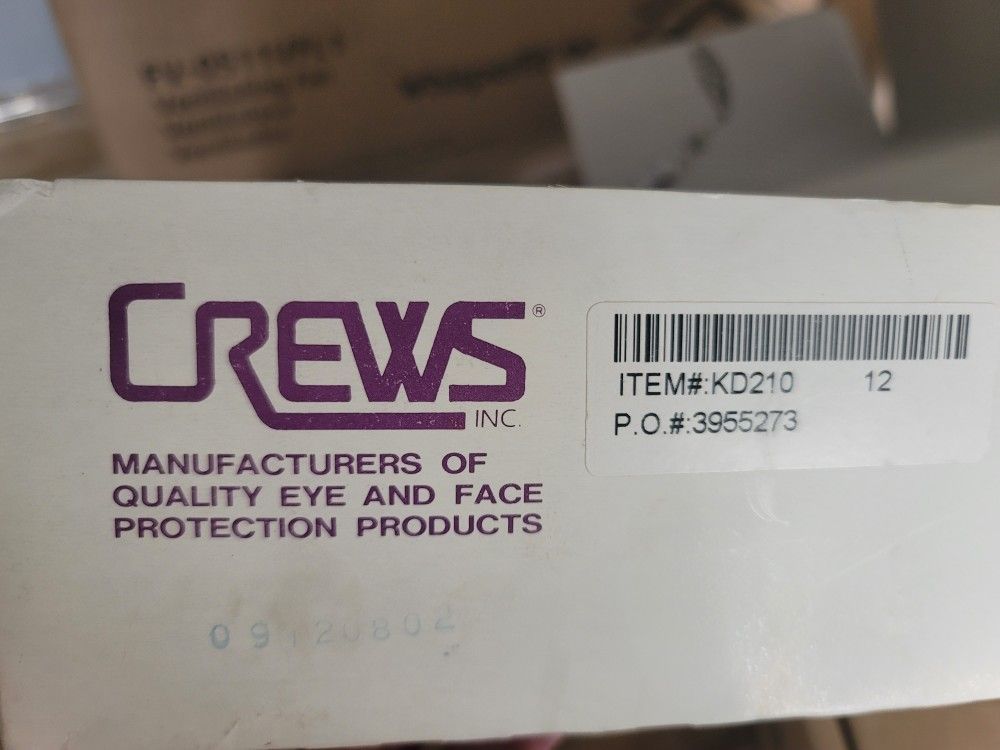 CREWS®
INC.
MANUFACTURERS OF
QUALITY EYE AND FACE
PROTECTION PRODUCTS
ITEM#:KD210 12
P.O.#:3955273